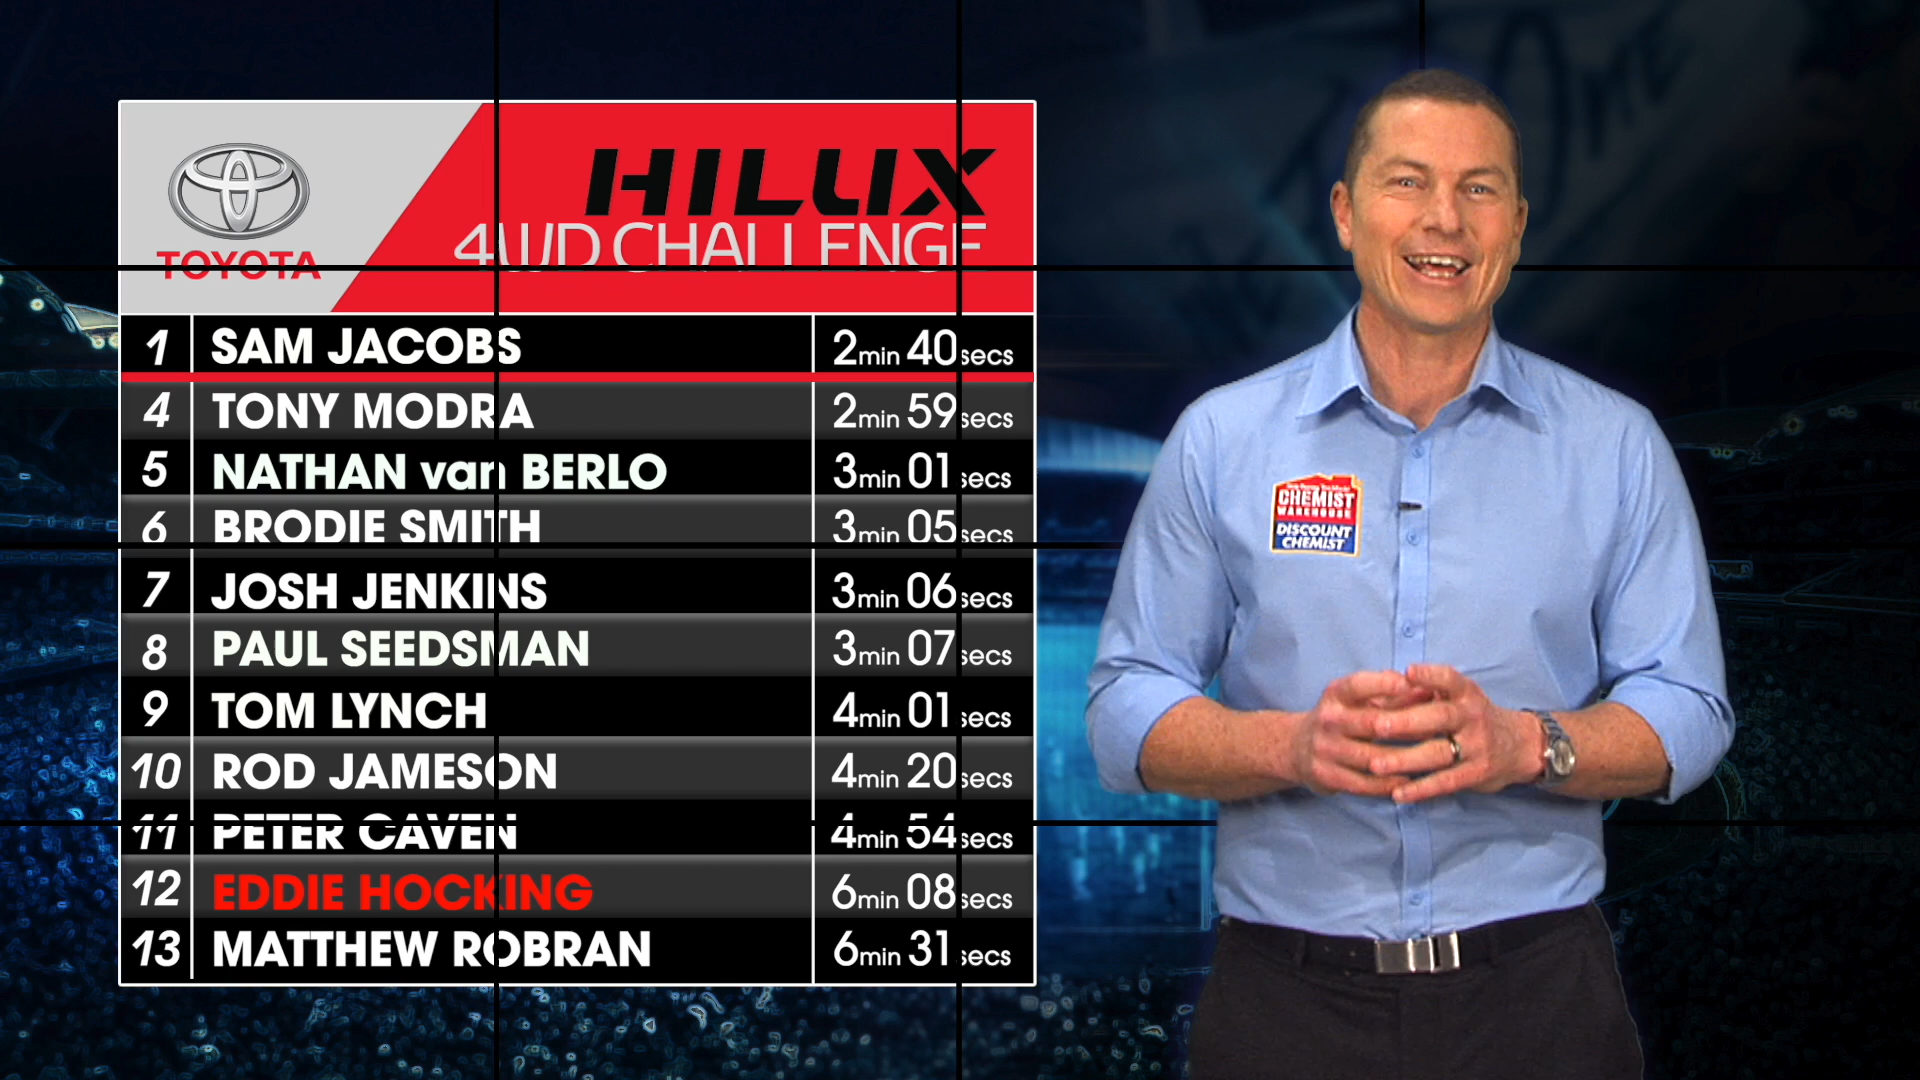 HILUX
4WD CHALLENGE
TOYOTA
1 SAM JACOBS 2min 40secs
4 TONY MODRA 2min 59secs
5 NATHAN van BERLO 3min 01secs
6 BRODIE SMITH 3min 05secs
7 JOSH JENKINS 3min 06secs
8 PAUL SEEDSMAN 3min 07secs
9 TOM LYNCH 4min 01secs
10 ROD JAMESON 4min 20secs
11 PETER CAVEN 4min 54secs
12 EDDIE HOCKING 6min 08secs
13 MATTHEW ROBRAN 6min 31secs
CHEMIST
WAREHOUSE
DISCOUNT
CHEMIST